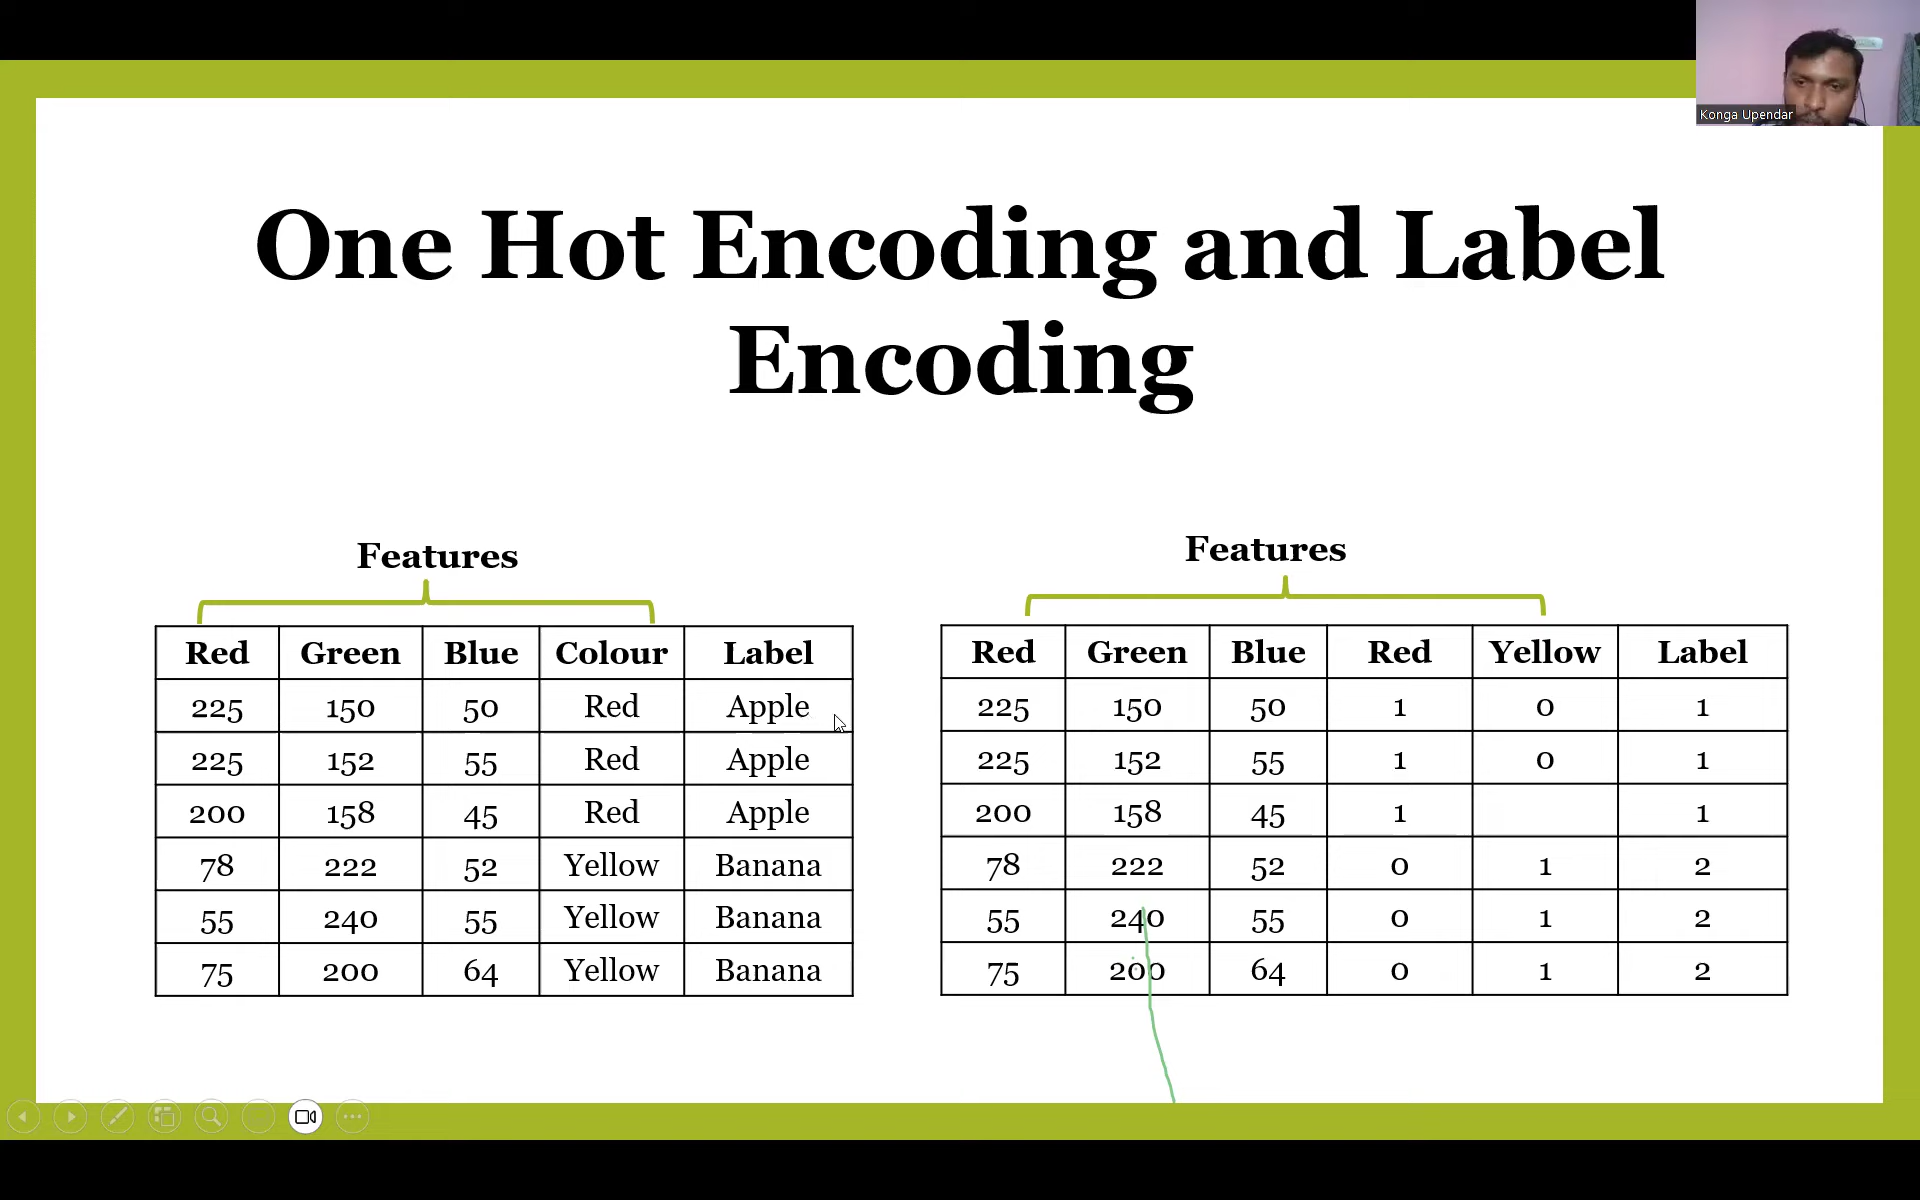 Konga Upendar
One Hot Encoding and Label
Encoding
Features
Red Green Blue Colour Label
225 150 50 Red Apple
225 152 55 Red Apple
200 158 45 Red Apple
78 222 52 Yellow Banana
55 240 55 Yellow Banana
75 200 64 Yellow Banana
Features
Red Green Blue Red Yellow Label
225 150 50 1 0 1
225 152 55 1 0 1
200 158 45 1 1
78 222 52 0 1 2
55 240 55 0 1 2
75 200 64 0 1 2